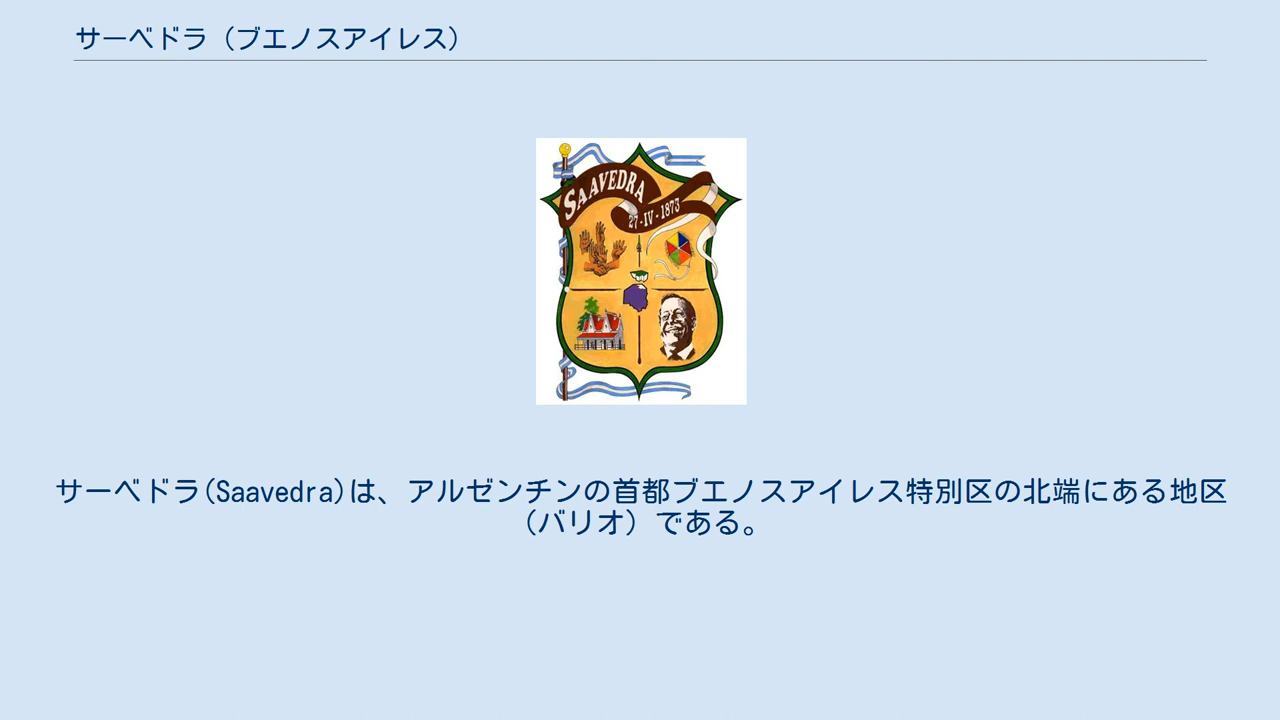 サーベドラ（ブエノスアイレス）
SAAVEDRA
27-IV-1873
サーベドラ(Saavedra)は、アルゼンチンの首都ブエノスアイレス特別区の北端にある地区
（バリオ）である。